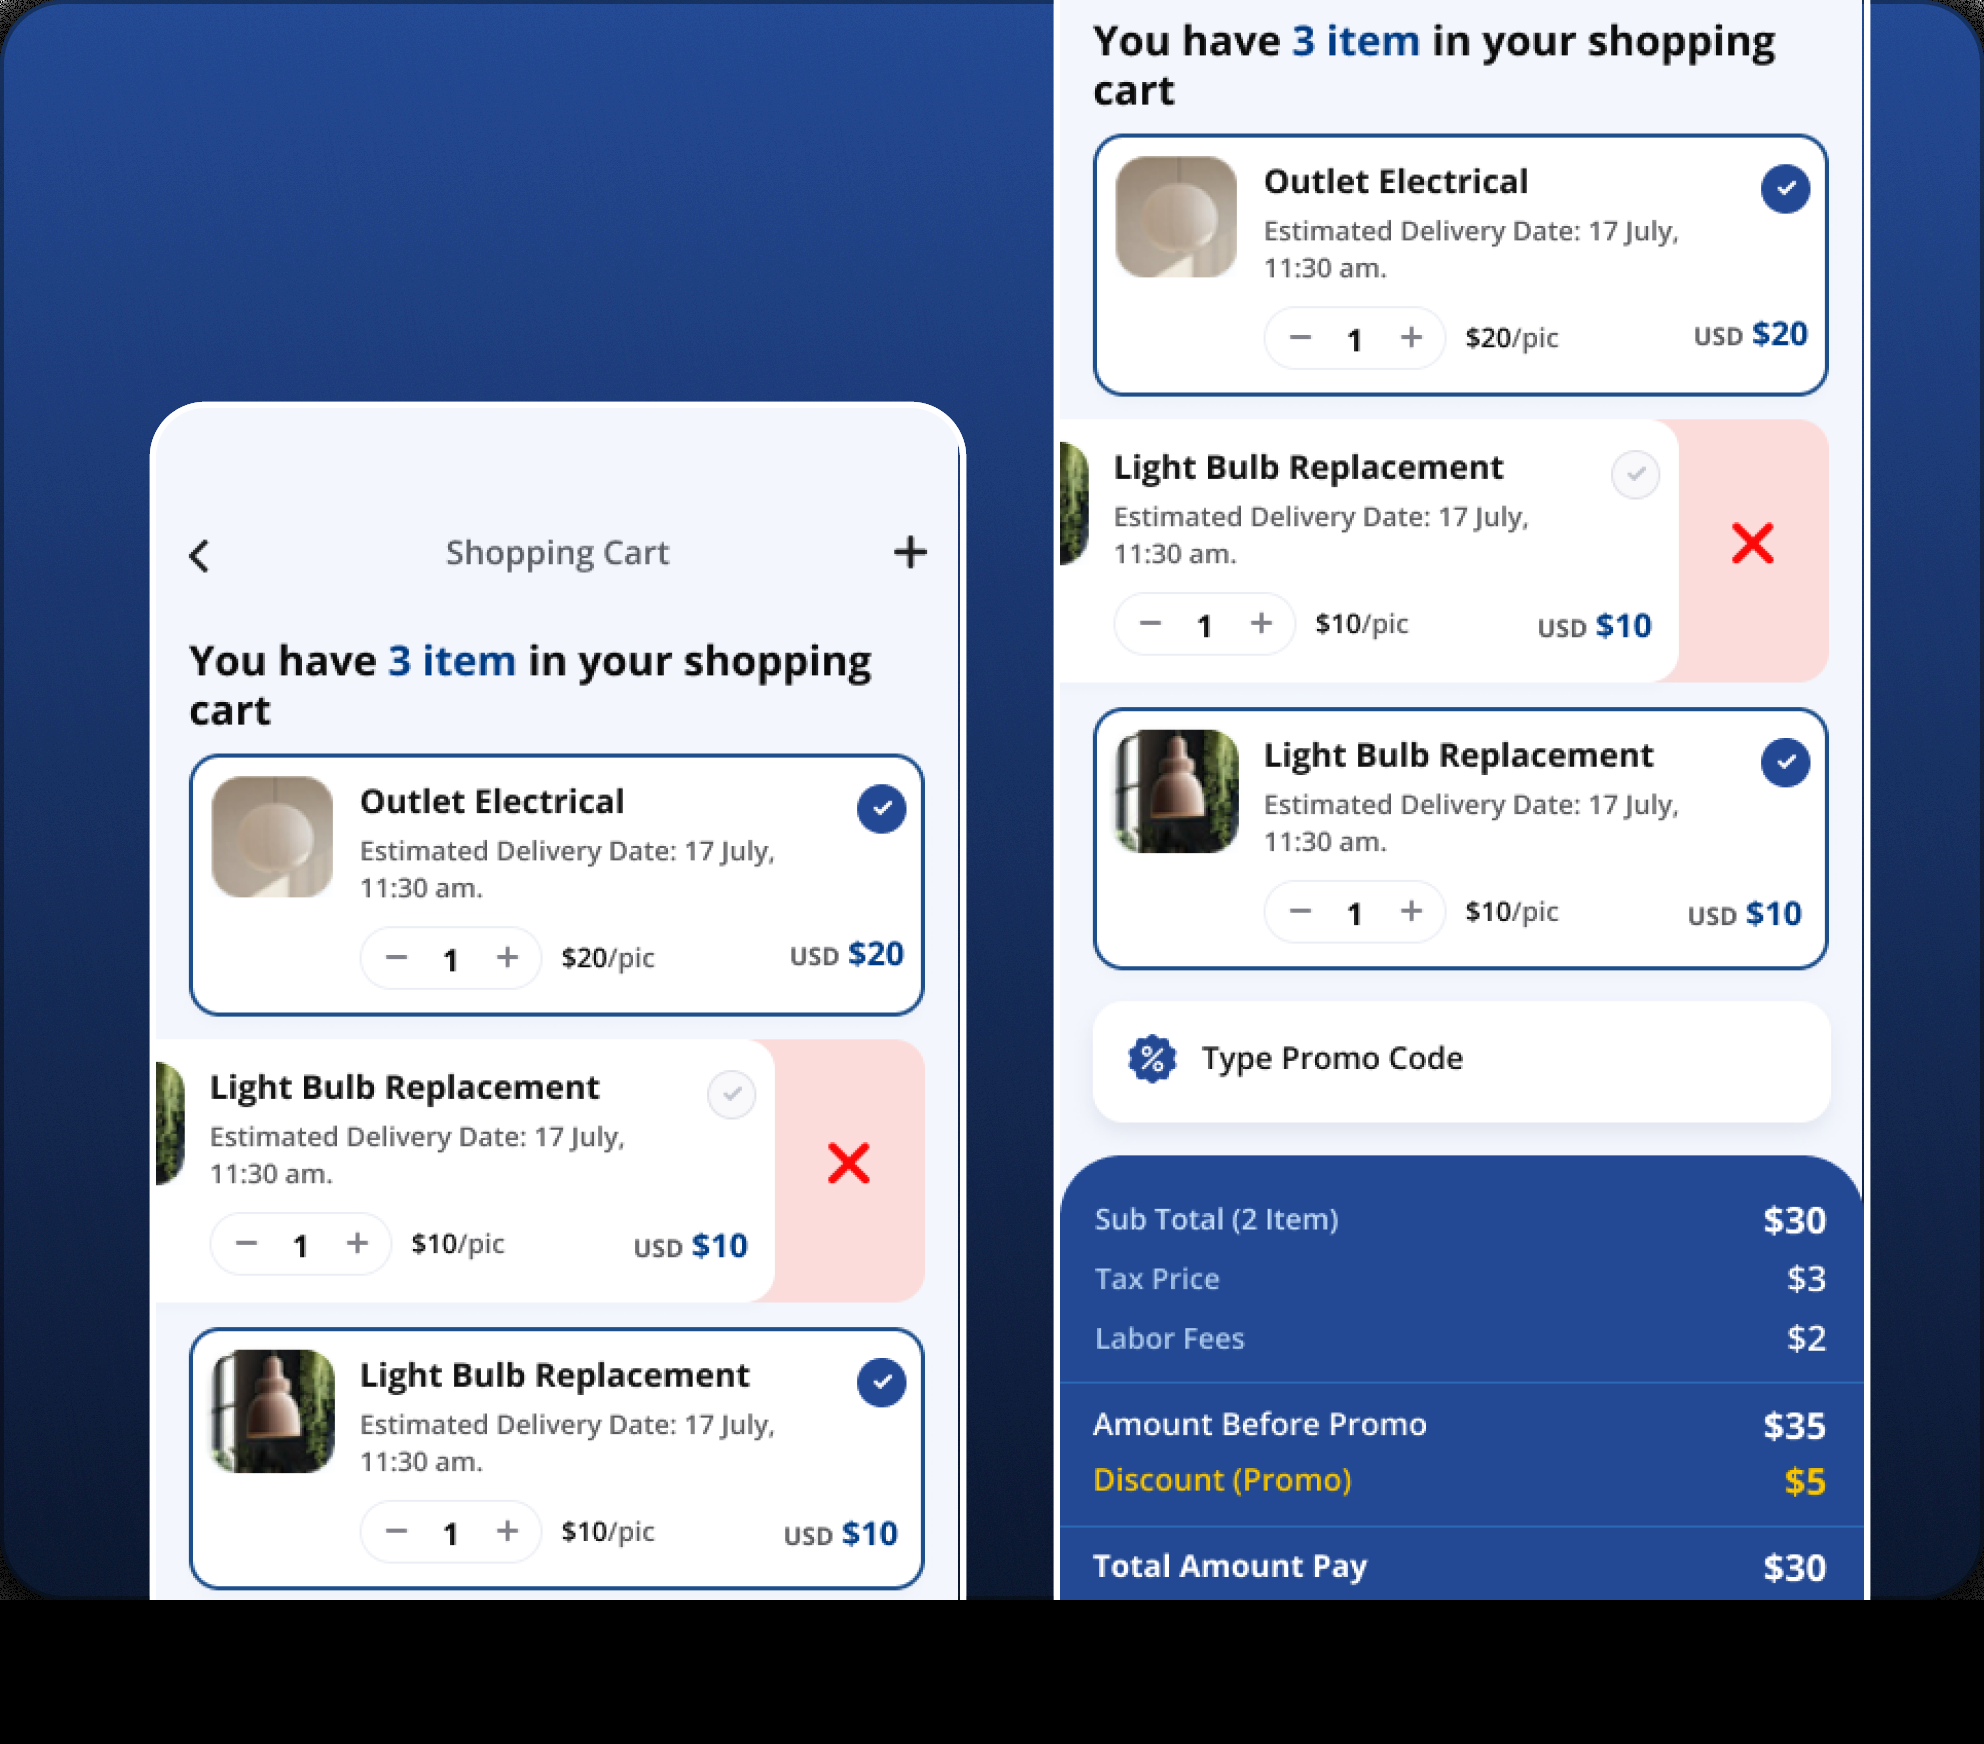 Shopping Cart
You have 3 item in your shopping
cart
Outlet Electrical
Estimated Delivery Date: 17 July,
11:30 am.
− 1 + $20/pic USD $20
Light Bulb Replacement
Estimated Delivery Date: 17 July,
11:30 am.
− 1 + $10/pic USD $10
Light Bulb Replacement
Estimated Delivery Date: 17 July,
11:30 am.
− 1 + $10/pic USD $10
You have 3 item in your shopping
cart
Outlet Electrical
Estimated Delivery Date: 17 July,
11:30 am.
− 1 + $20/pic USD $20
Light Bulb Replacement
Estimated Delivery Date: 17 July,
11:30 am.
− 1 + $10/pic USD $10
Light Bulb Replacement
Estimated Delivery Date: 17 July,
11:30 am.
− 1 + $10/pic USD $10
% Type Promo Code
Sub Total (2 Item) $30
Tax Price $3
Labor Fees $2
Amount Before Promo $35
Discount (Promo) $5
Total Amount Pay $30